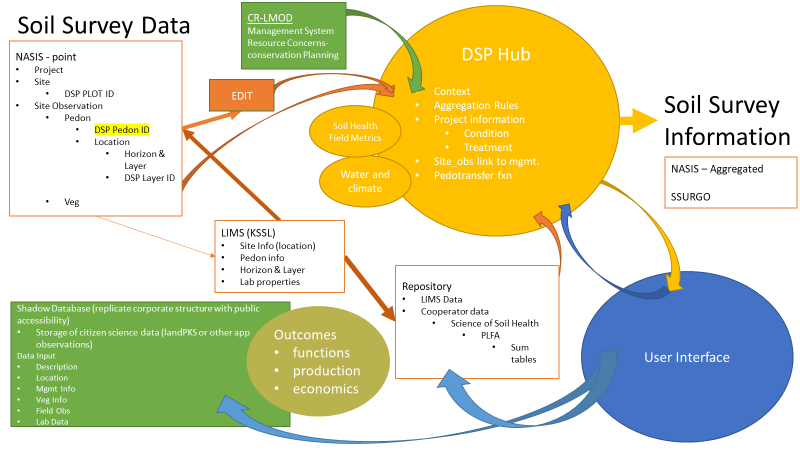 Soil Survey Data
NASIS - point
• Project
• Site
• DSP PLOT ID
• Site Observation
• Pedon
• DSP Pedon ID
• Location
• Horizon &
Layer
• DSP Layer ID
• Veg
CR-LMOD
Management System
Resource Concerns-
conservation Planning
EDIT
DSP Hub
Context
• Aggregation Rules
• Project information
• Condition
• Treatment
• Site_obs link to mgmt.
• Pedotransfer fxn
Soil Health
Field Metrics
Water and
climate
Soil Survey
Information
NASIS – Aggregated
SSURGO
LIMS (KSSL)
• Site Info (location)
• Pedon info
• Horizon & Layer
• Lab properties
Repository
• LIMS Data
• Cooperator data
• Science of Soil Health
• PLFA
• Sum
tables
Shadow Database (replicate corporate structure with public
accessibility)
• Storage of citizen science data (landPKS or other app
observations)
Data Input
• Description
• Location
• Mgmt Info
• Veg Info
• Field Obs
• Lab Data
Outcomes
• functions
• production
• economics
User Interface